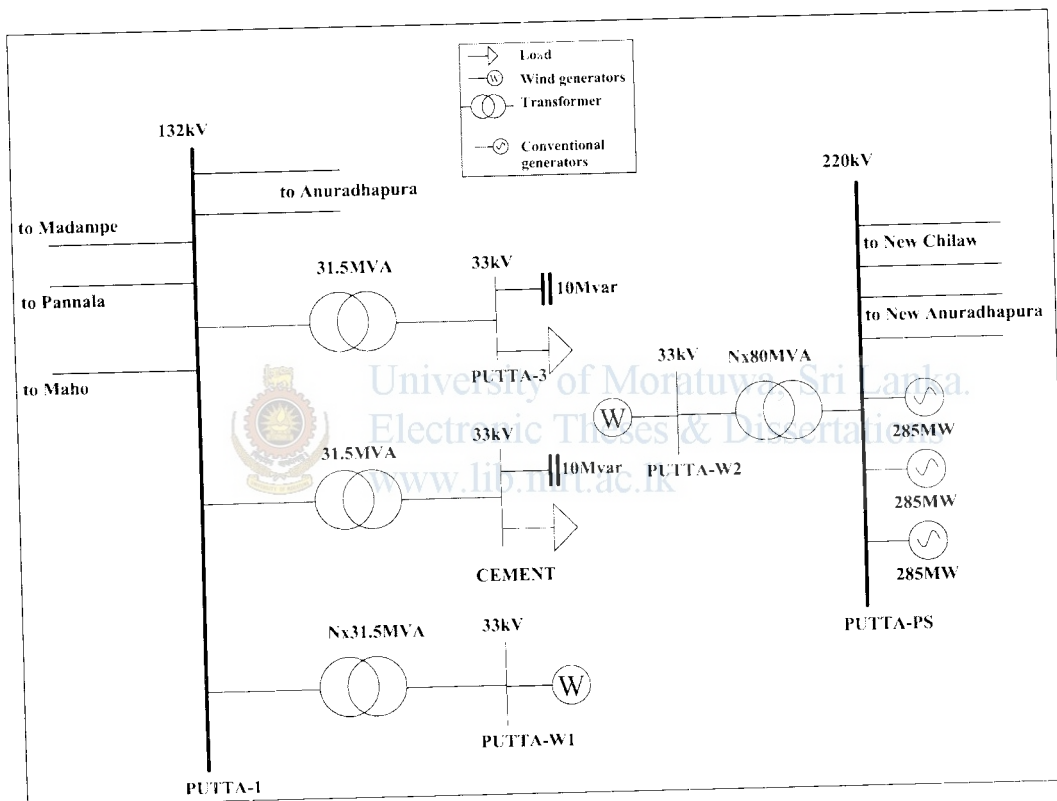 Load
Wind generators
Transformer
Conventional
generators
132kV
to Anuradhapura
to Madampe
to Pannala
to Maho
31.5MVA
33kV
10Mvar
PUTTA-3
31.5MVA
33kV
10Mvar
CEMENT
Nx31.5MVA
33kV
W
PUTTA-W1
PUTTA-1
220kV
to New Chilaw
to New Anuradhapura
33kV
Nx80MVA
W
PUTTA-W2
285MW
285MW
285MW
PUTTA-PS
W
University of Moratuwa, Sri Lanka.
Electronic Theses & Dissertations
www.lib.mrt.ac.lk